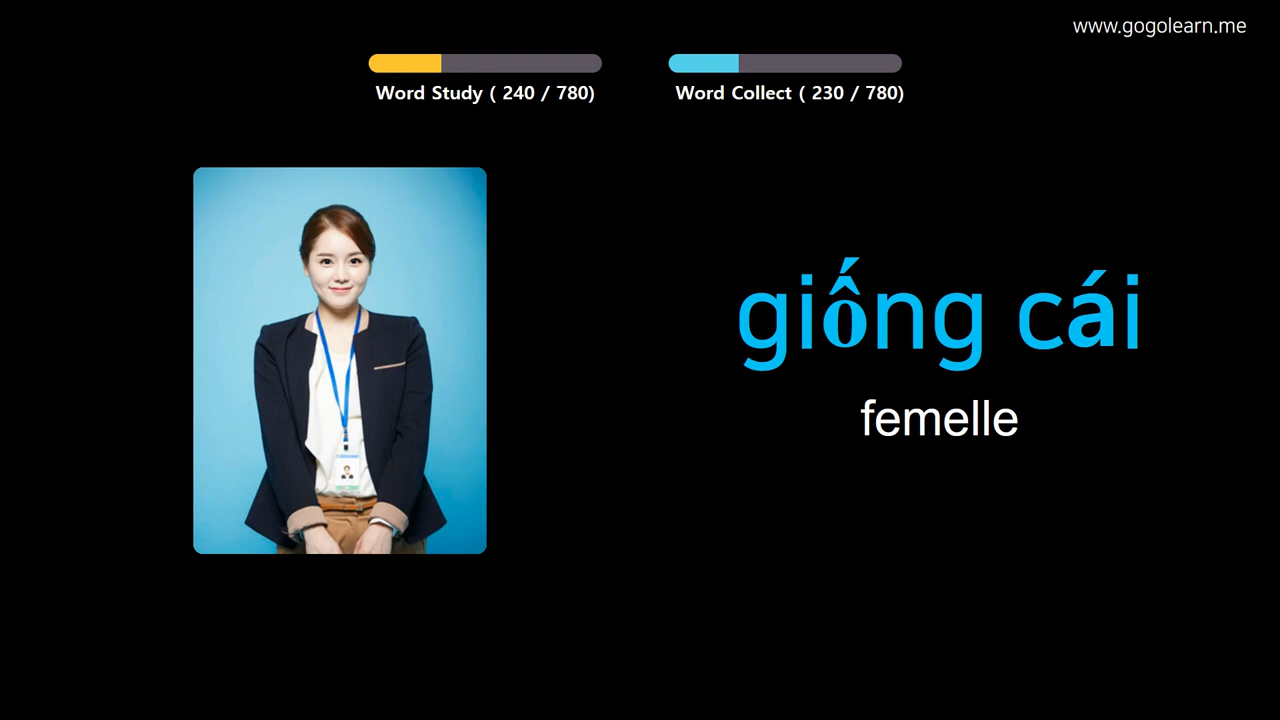 www.gogolearn.me
Word Study ( 240 / 780)
Word Collect ( 230 / 780)
giống cái
femelle